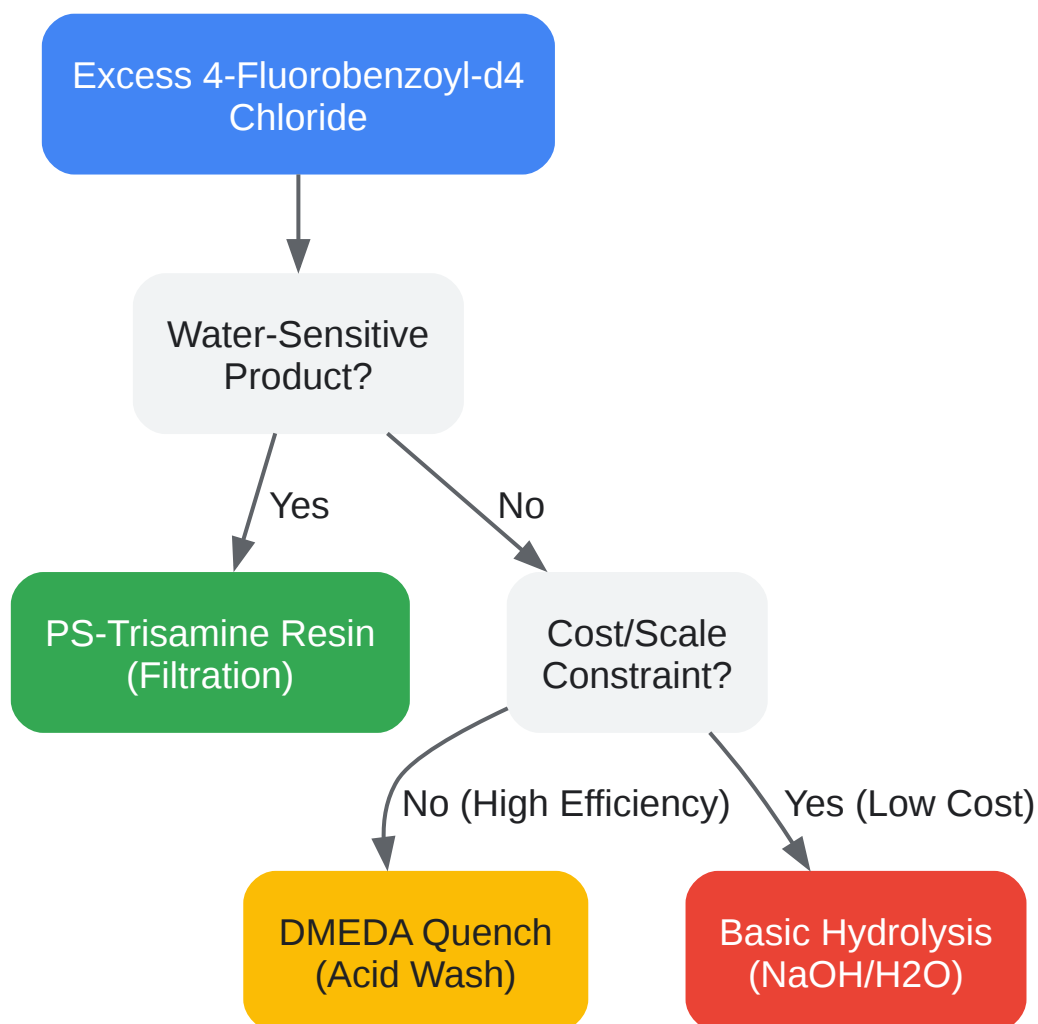 Excess 4-Fluorobenzoyl-d4
Chloride
Water-Sensitive
Product?
Yes
No
PS-Trisamine Resin
(Filtration)
Cost/Scale
Constraint?
No (High Efficiency)
Yes (Low Cost)
DMEDA Quench
(Acid Wash)
Basic Hydrolysis
(NaOH/H2O)